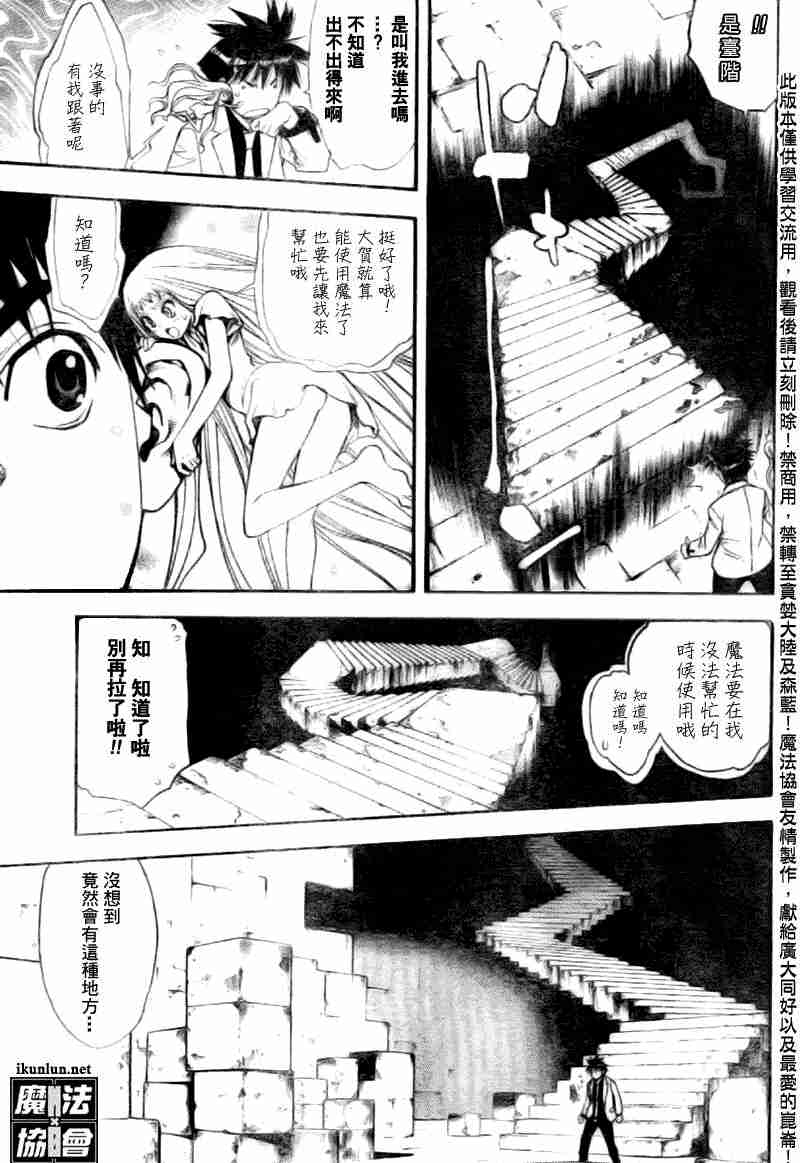 !!
是臺階
是叫我進去嗎
…?
不知道
出不出得來啊
沒事的
有我跟著呢
挺好了哦!
大賀就算
能使用魔法了
也要先讓我來
幫忙哦
知道嗎?
魔法要在我
沒法幫忙的
時候使用哦
知道嗎
知道嗎!
知 知道了啦
別再拉了啦!!
沒想到
竟然會有這種地方…
ikunlun.net
魔法
協會
此版本僅供學習交流用，觀看後請立刻刪除！禁商用，禁轉至貪婪大陸及森藍！魔法協會友情製作，獻給廣大同好以及最愛的崑崙！